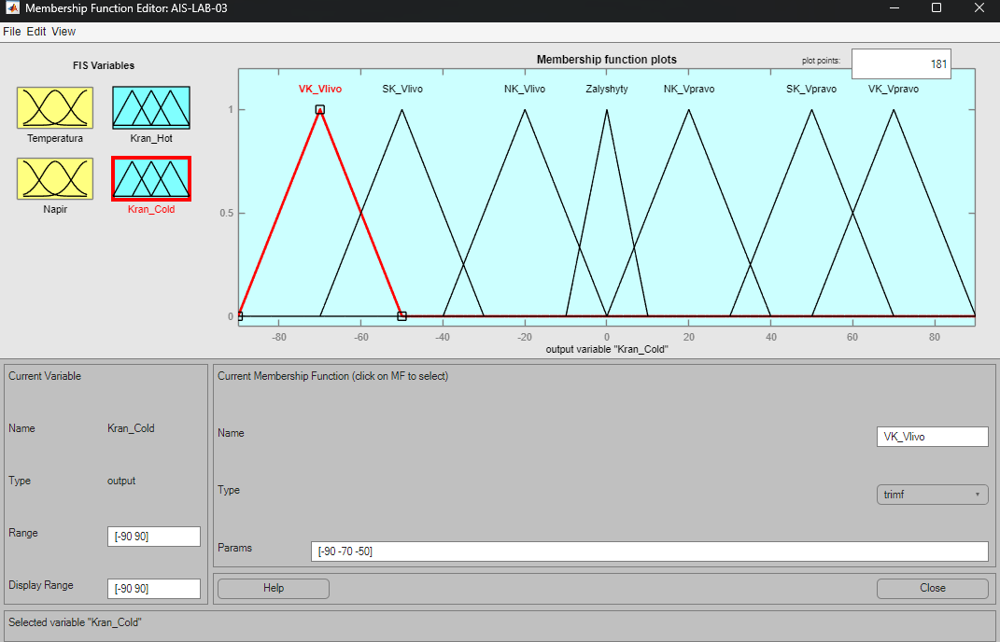 Membership Function Editor: AIS-LAB-03
File Edit View
FIS Variables
Temperatura
Kran_Hot
Napir
Kran_Cold
Membership function plots
plot points:
181
VK_Vlivo
SK_Vlivo
NK_Vlivo
Zalyshyty
NK_Vpravo
SK_Vpravo
VK_Vpravo
1
0.5
0
-80
-60
-40
-20
0
20
40
60
80
output variable "Kran_Cold"
Current Variable
Name
Kran_Cold
Type
output
Range
[-90 90]
Display Range
[-90 90]
Current Membership Function (click on MF to select)
Name
VK_Vlivo
Type
trimf
Params
[-90 -70 -50]
Help
Close
Selected variable "Kran_Cold"